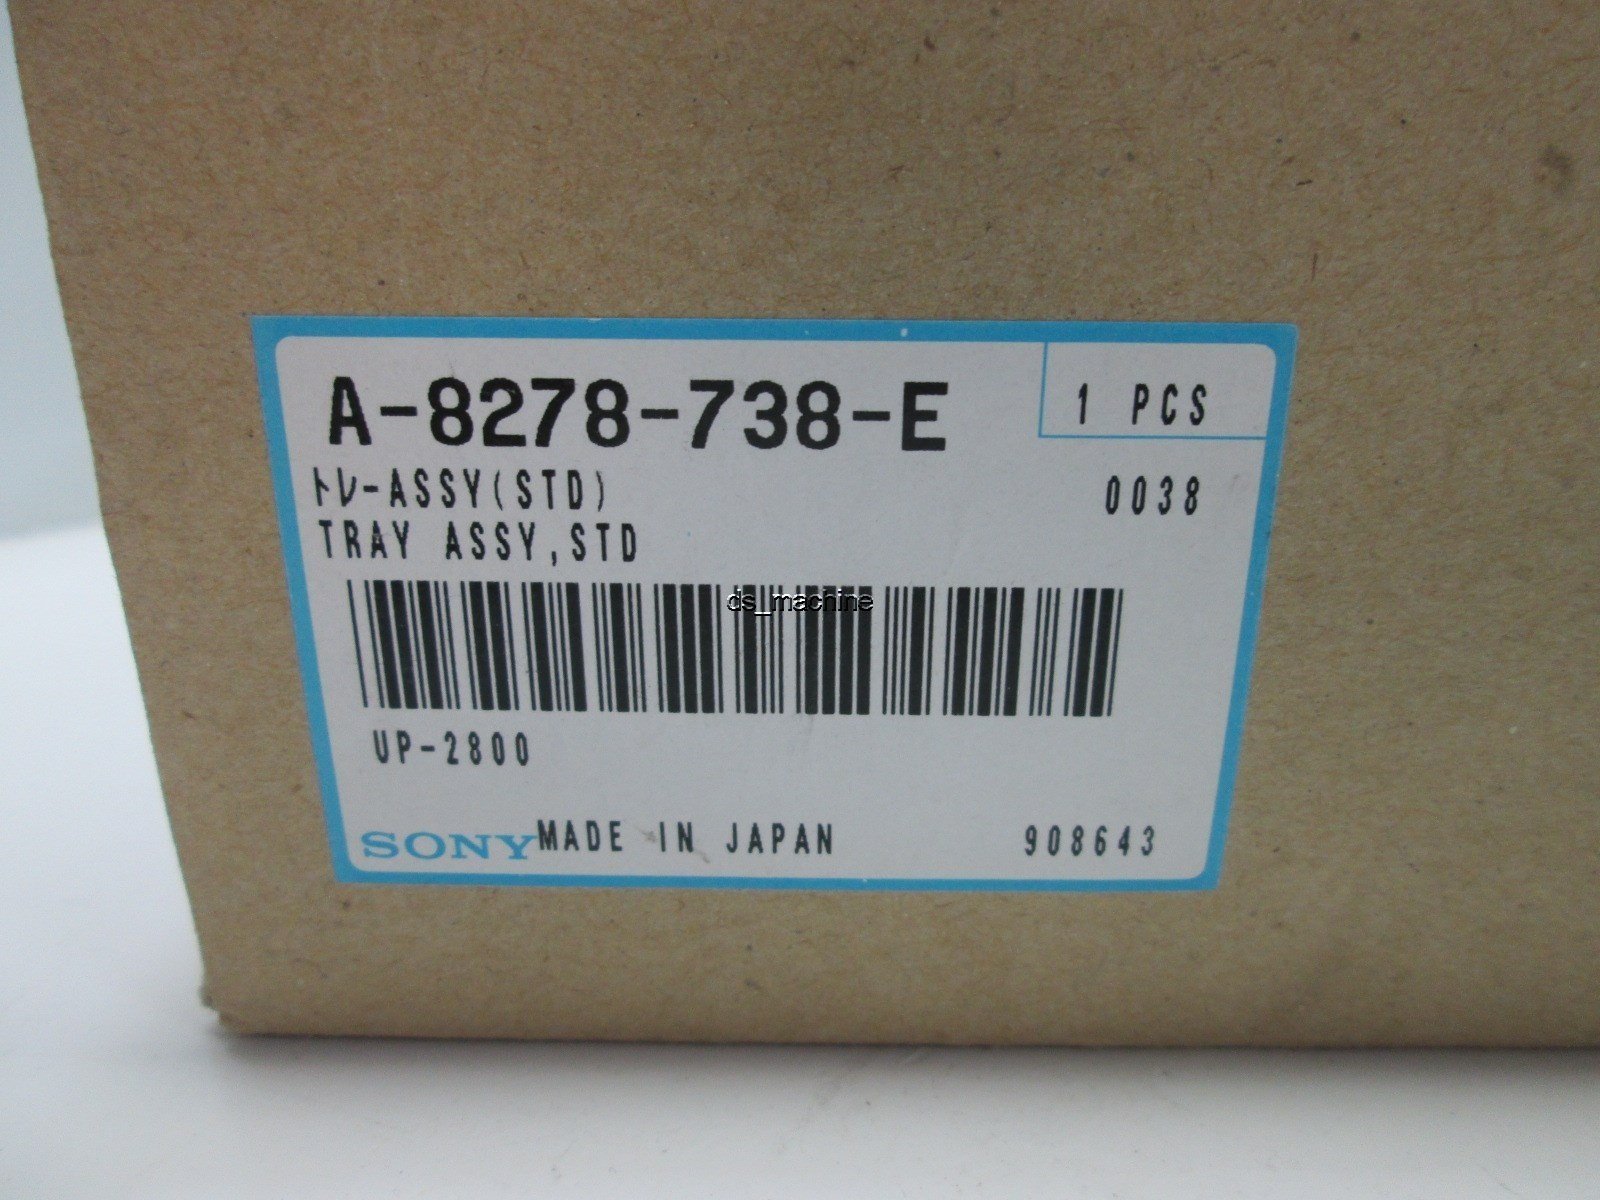 A-8278-738-E
1 PCS
ﾄﾚ-ASSY(STD)
0038
TRAY ASSY,STD
ds_machine
UP-2800
SONY MADE IN JAPAN
908643